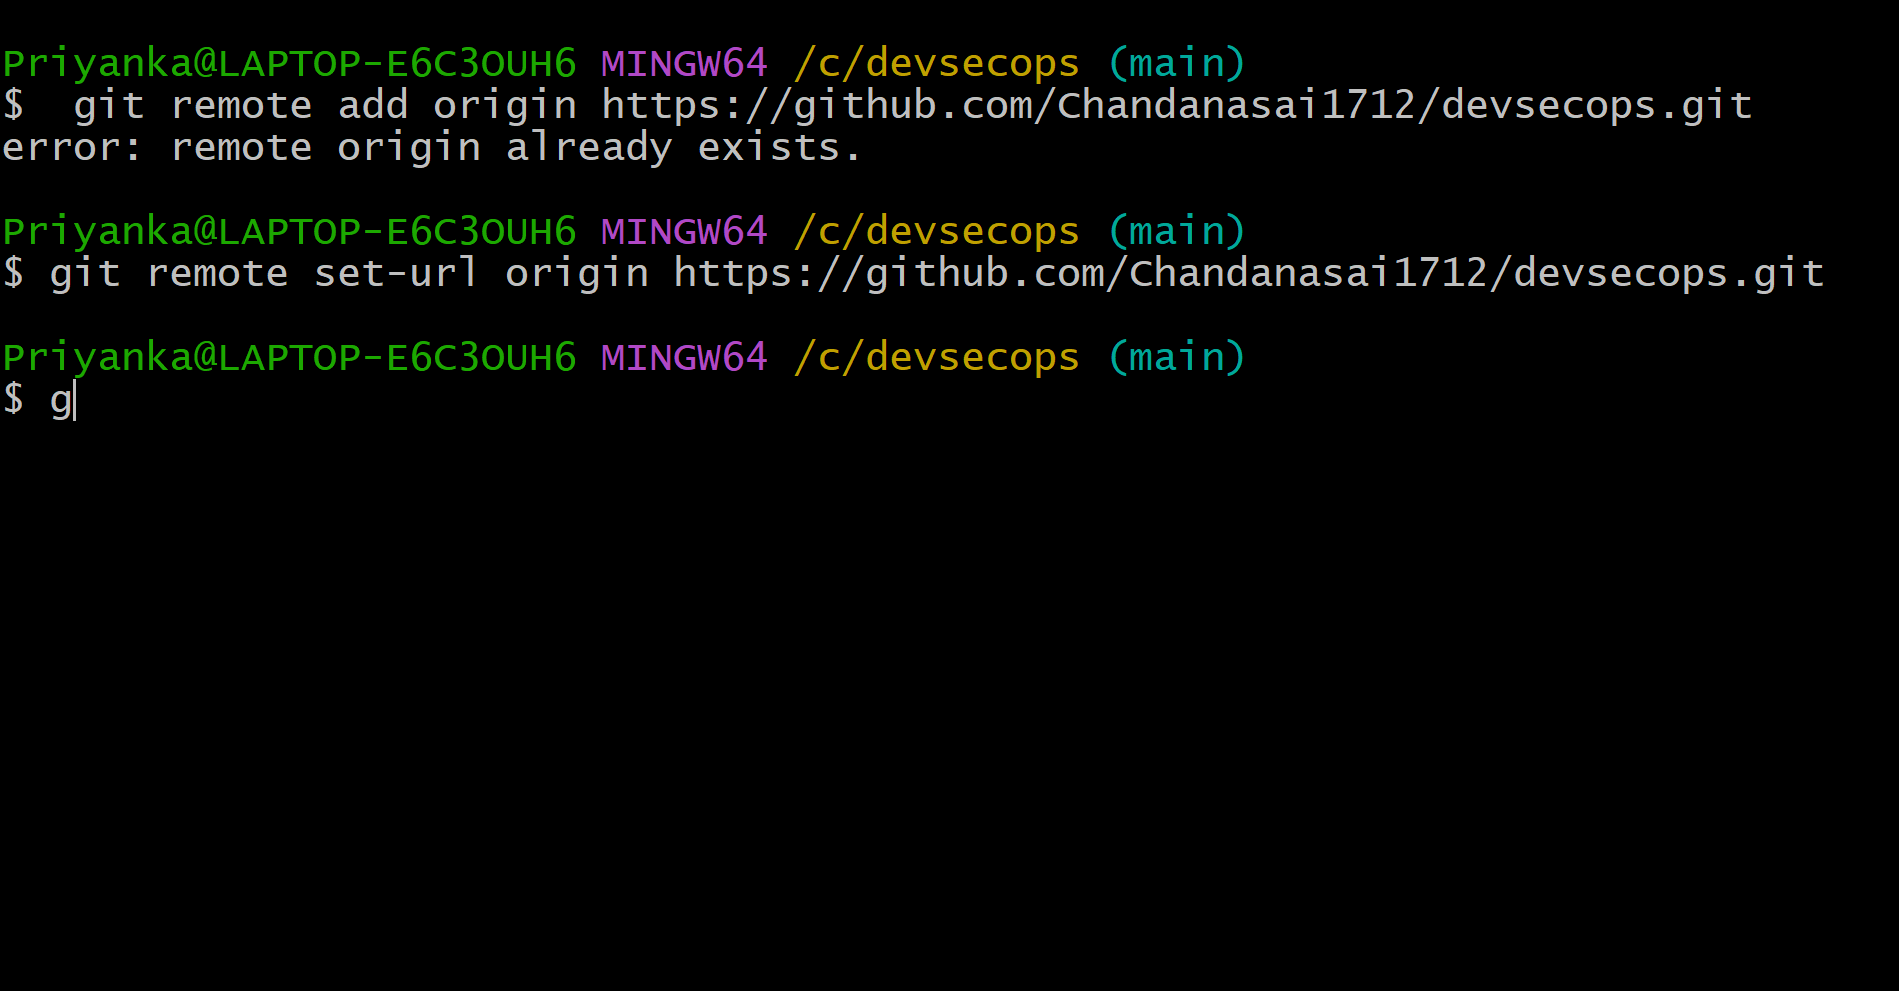 Priyanka@LAPTOP-E6C3OUH6 MINGW64 /c/devsecops (main)
$  git remote add origin https://github.com/Chandanasai1712/devsecops.git
error: remote origin already exists.
Priyanka@LAPTOP-E6C3OUH6 MINGW64 /c/devsecops (main)
$ git remote set-url origin https://github.com/Chandanasai1712/devsecops.git
Priyanka@LAPTOP-E6C3OUH6 MINGW64 /c/devsecops (main)
$ g